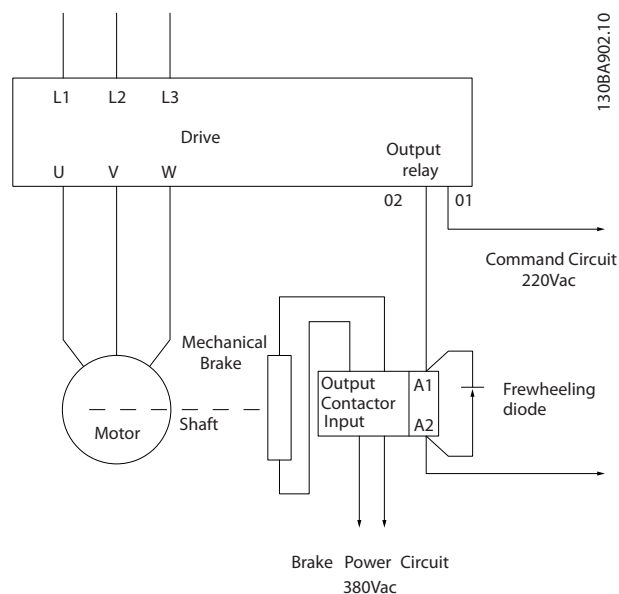 130BA902.10
L1 L2 L3
Drive
Output
relay
U V W
02 01
Command Circuit
220Vac
Mechanical
Brake
Output
Contactor
Input
A1
A2
Frewheeling
diode
Motor
Shaft
Brake Power Circuit
380Vac